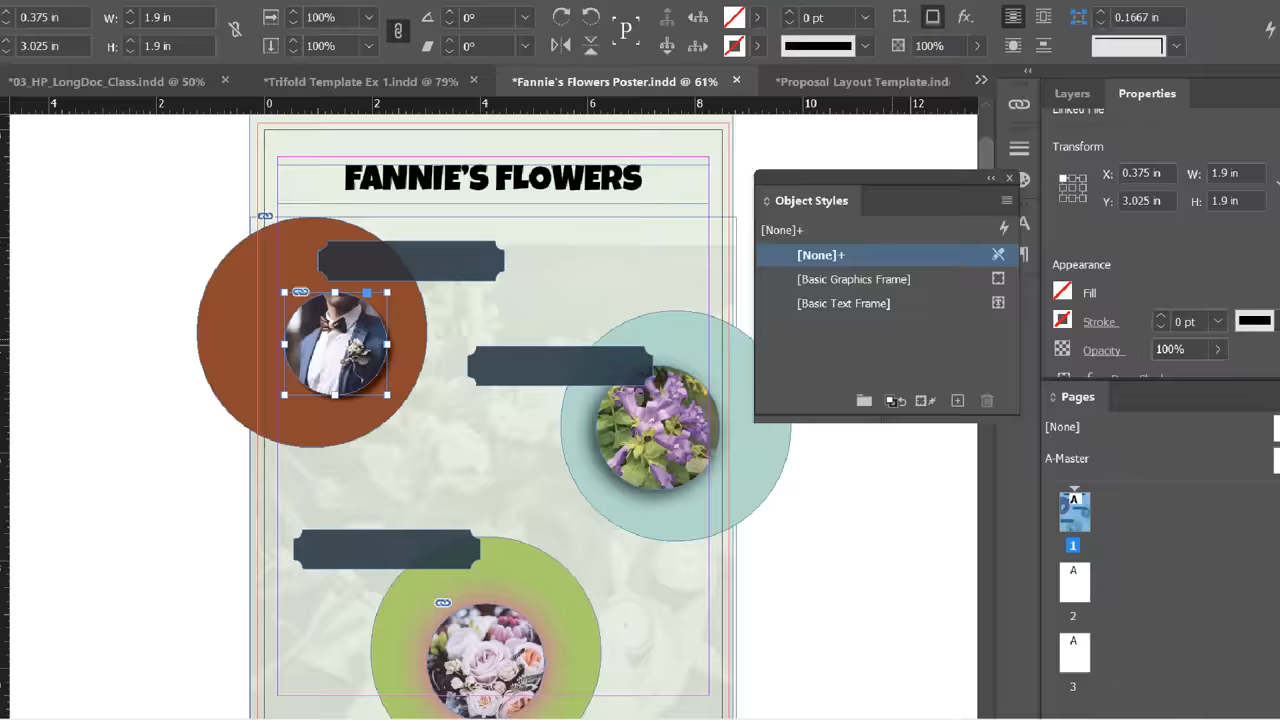 0.375 in W: 1.9 in 100% 0° P 0 pt fx. 0.1667 in
3.025 in H: 1.9 in 100% 0° 100%
*03_HP_LongDoc_Class.indd @ 50% × *Trifold Template Ex 1.indd @ 79% × *Fannie's Flowers Poster.indd @ 61% × *Proposal Layout Template.ind
4 2 0 2 4 6 8 10 12
Layers Properties
Linked File
Transform
X: 0.375 in W: 1.9 in
Y: 3.025 in H: 1.9 in
FANNIE'S FLOWERS
Object Styles
[None]+
[None]+
[Basic Graphics Frame]
[Basic Text Frame]
Appearance
Fill
Stroke 0 pt
Opacity 100%
Pages
[None]
A-Master
A
1
A
2
A
3